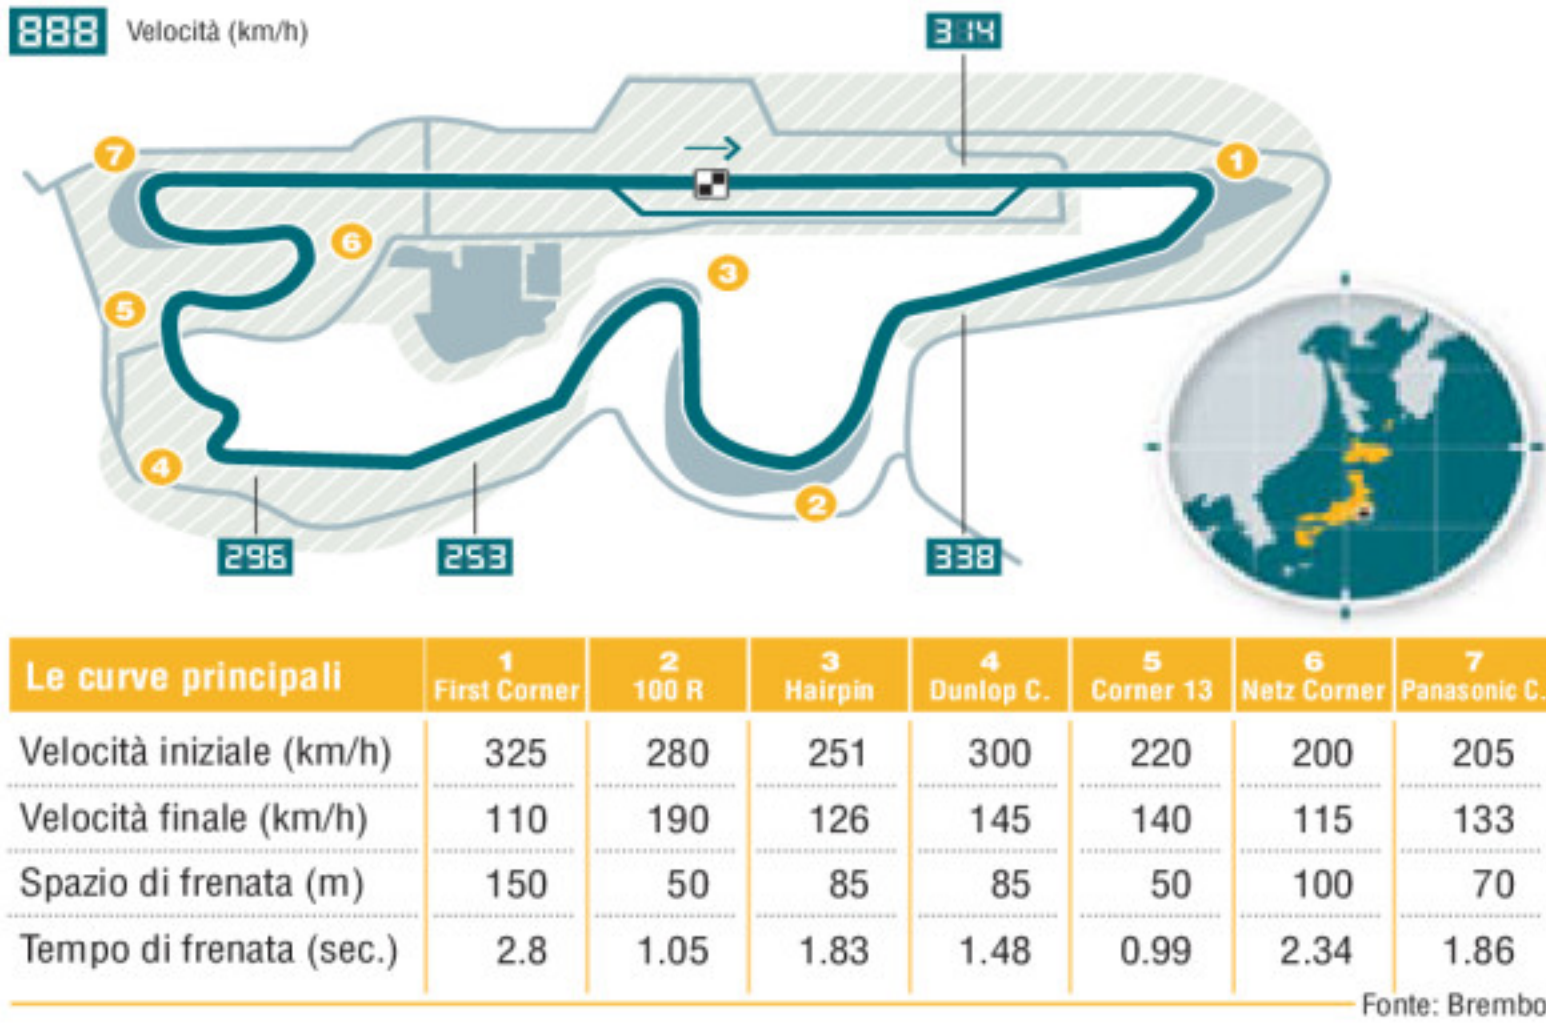 888 Velocità (km/h)
314
7
1
6
3
5
4
2
296
253
338
Le curve principali
1
First Corner
2
100 R
3
Hairpin
4
Dunlop C.
5
Corner 13
6
Netz Corner
7
Panasonic C.
Velocità iniziale (km/h) 325 280 251 300 220 200 205
Velocità finale (km/h) 110 190 126 145 140 115 133
Spazio di frenata (m) 150 50 85 85 50 100 70
Tempo di frenata (sec.) 2.8 1.05 1.83 1.48 0.99 2.34 1.86
Fonte: Brembo